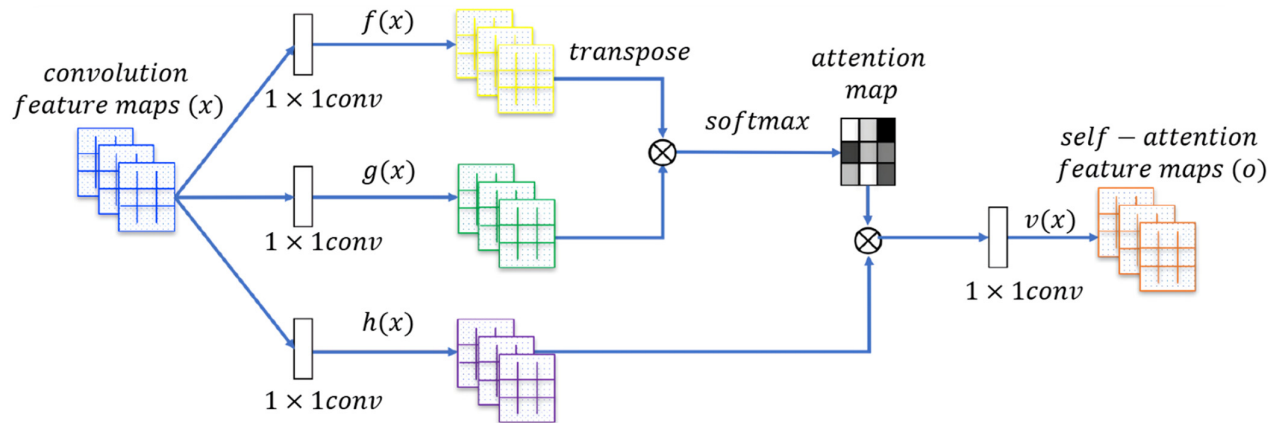 convolution
feature maps (x)
f(x)
1 × 1conv
transpose
g(x)
1 × 1conv
h(x)
1 × 1conv
softmax
attention
map
v(x)
1 × 1conv
self − attention
feature maps (o)